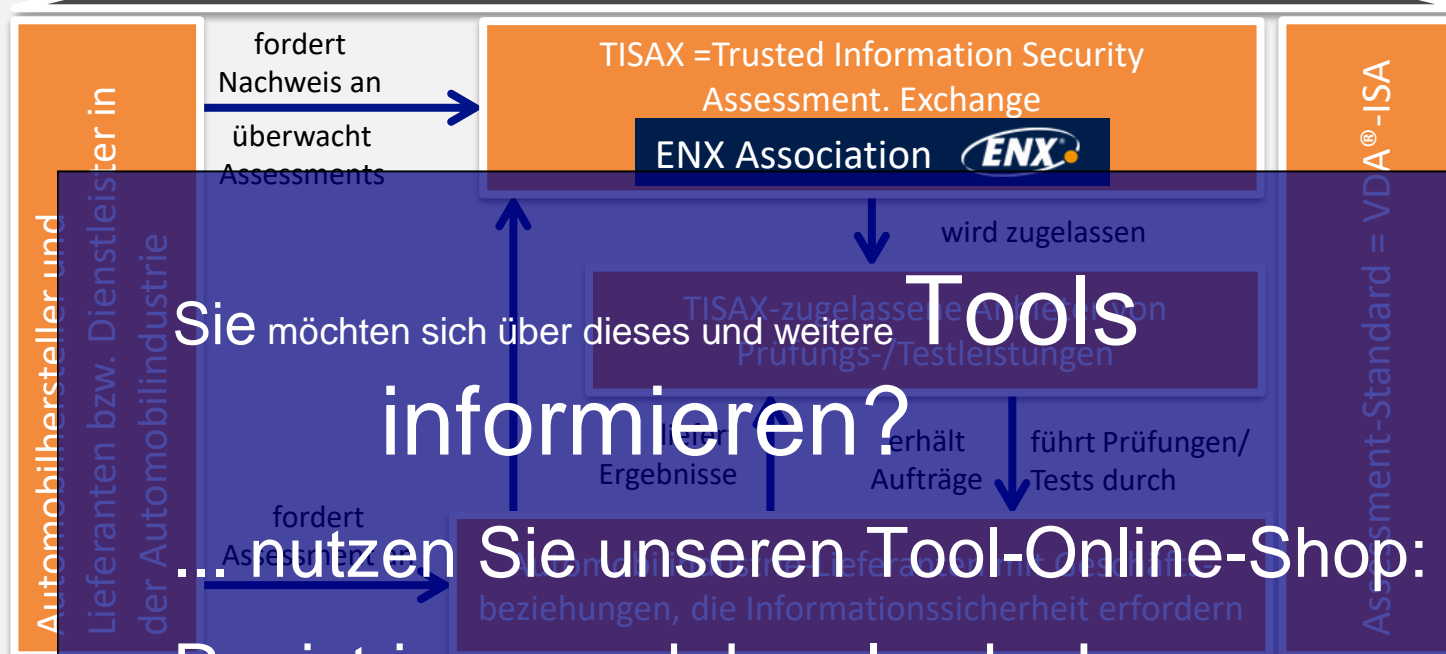 fordert
Nachweis an
überwacht
Assessments
TISAX =Trusted Information Security
Assessment. Exchange
ENX Association ENX
Automobilhersteller und
Lieferanten bzw. Dienstleister in
der Automobilindustrie
Assessment-Standard = VDA®-ISA
wird zugelassen
TISAX-zugelassene Anbieter von
Prüfungs-/Testleistungen
Sie möchten sich über dieses und weitere Tools
informieren?
liefert
Ergebnisse
erhält
Aufträge
führt Prüfungen/
Tests durch
fordert
Assessment an
... nutzen Sie unseren Tool-Online-Shop:
beziehungen, die Informationssicherheit erfordern